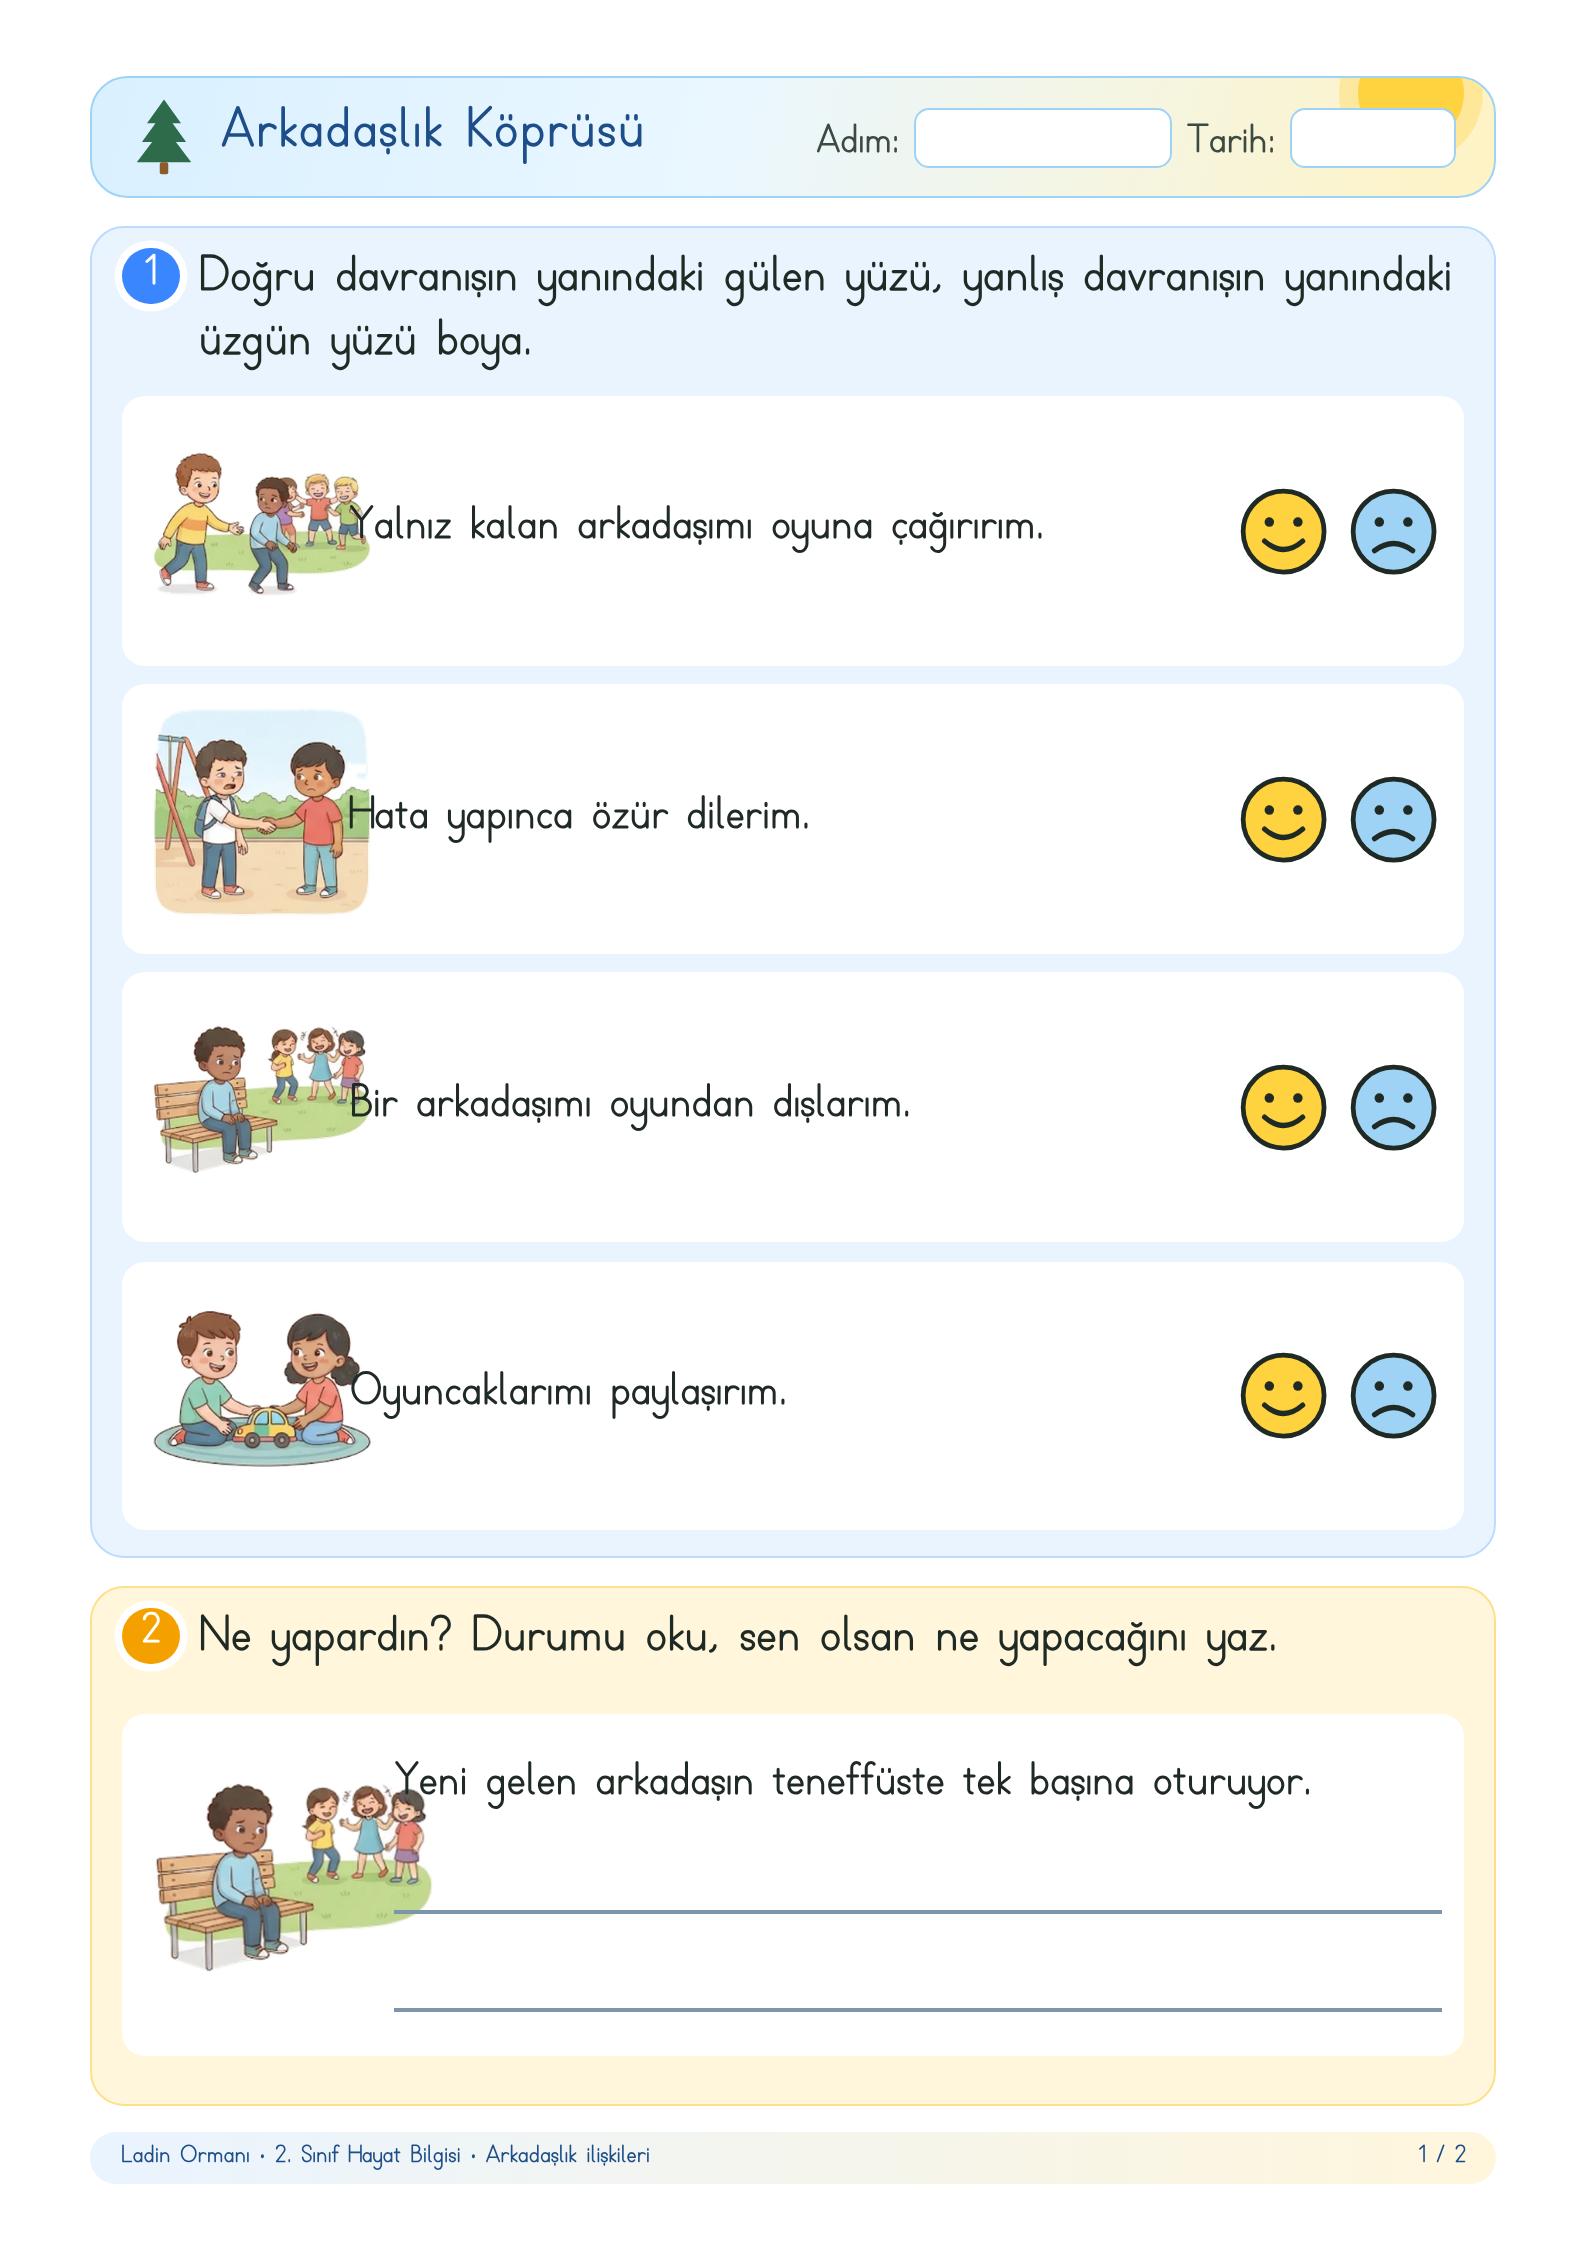 Arkadaşlık Köprüsü
Adım:
Tarih:
1
Doğru davranışın yanındaki gülen yüzü, yanlış davranışın yanındaki
üzgün yüzü boya.
Yalnız kalan arkadaşımı oyuna çağırırım.
Hata yapınca özür dilerim.
Bir arkadaşımı oyundan dışlarım.
Oyuncaklarımı paylaşırım.
2
Ne yapardın? Durumu oku, sen olsan ne yapacağını yaz.
Yeni gelen arkadaşın teneffüste tek başına oturuyor.
Ladin Ormanı • 2. Sınıf Hayat Bilgisi • Arkadaşlık ilişkileri
1 / 2